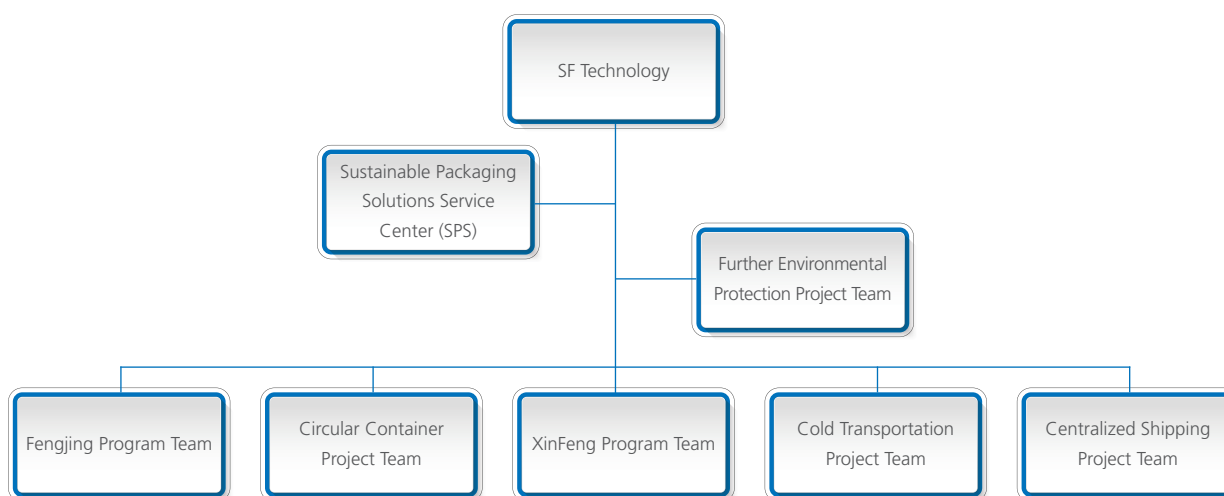 SF Technology
Sustainable Packaging
Solutions Service
Center (SPS)
Further Environmental
Protection Project Team
Fengjing Program Team
Circular Container
Project Team
XinFeng Program Team
Cold Transportation
Project Team
Centralized Shipping
Project Team